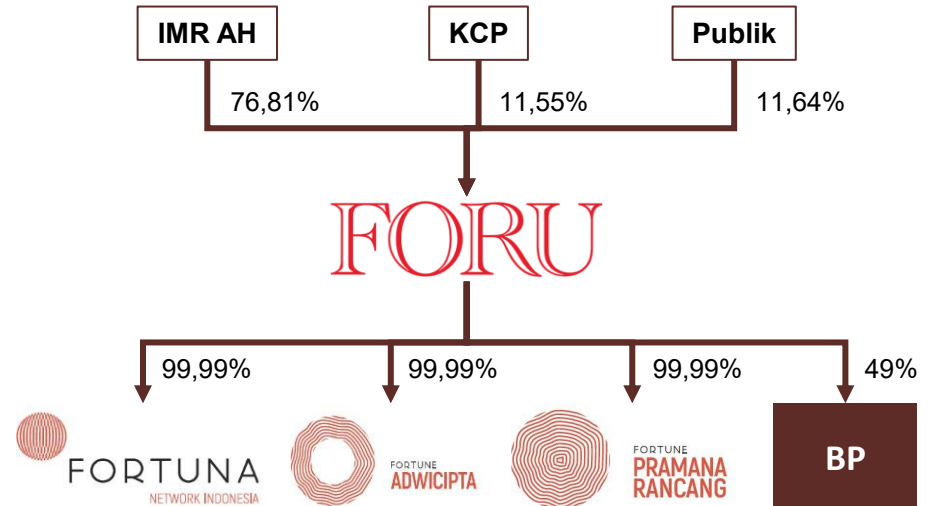 IMR AH
KCP
Publik
76,81%
11,55%
11,64%
FORU
99,99%
99,99%
99,99%
49%
FORTUNA
NETWORK INDONESIA
FORTUNE
ADWICIPTA
FORTUNE
PRAMANA
RANCANG
BP